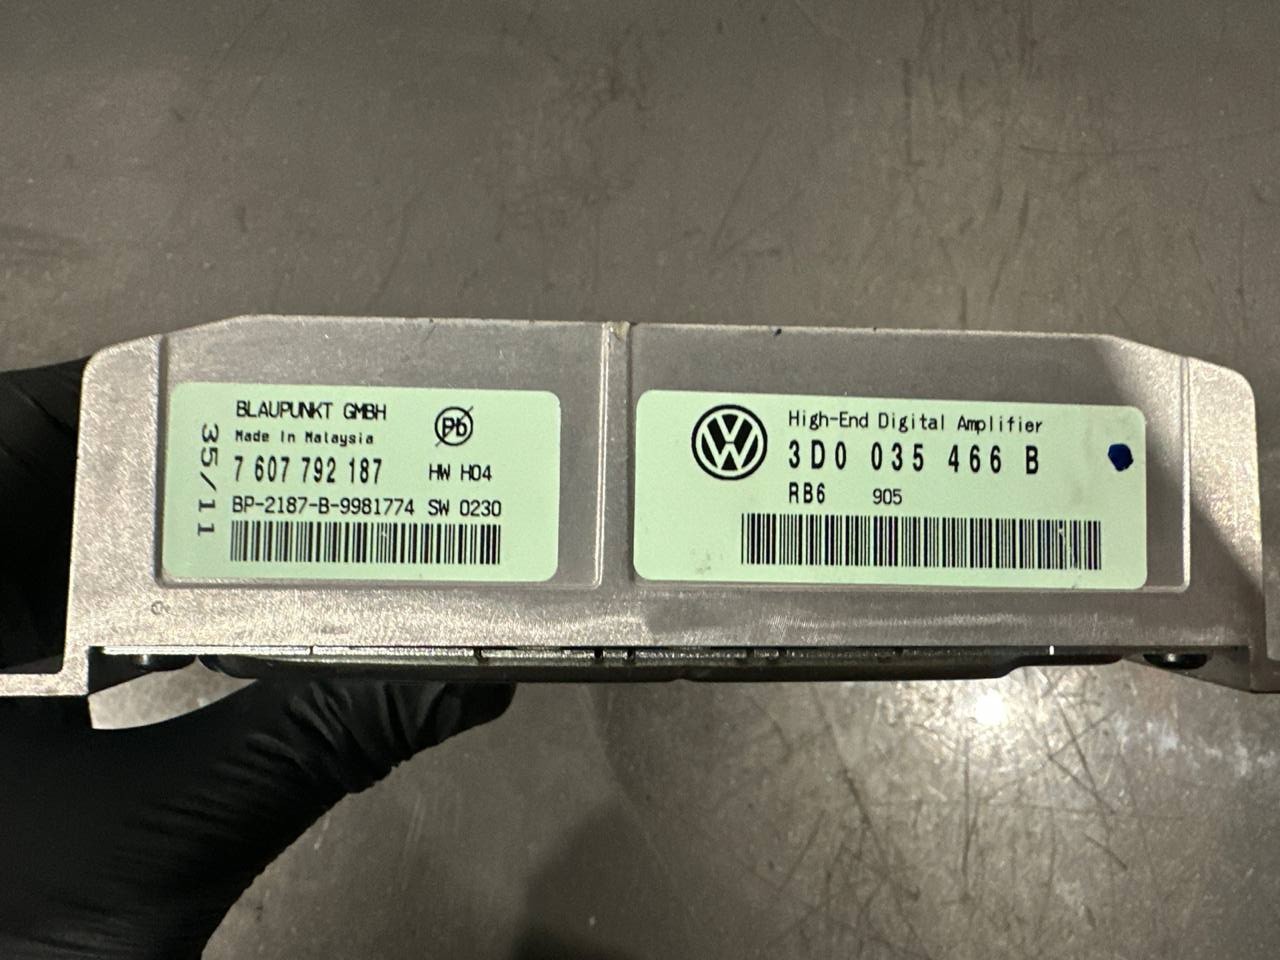 BLAUPUNKT GMBH
Made In Malaysia
Pb
7 607 792 187 HW H04
BP-2187-B-9981774 SW 0230
35/11
High-End Digital Amplifier
3D0 035 466 B
RB6 905